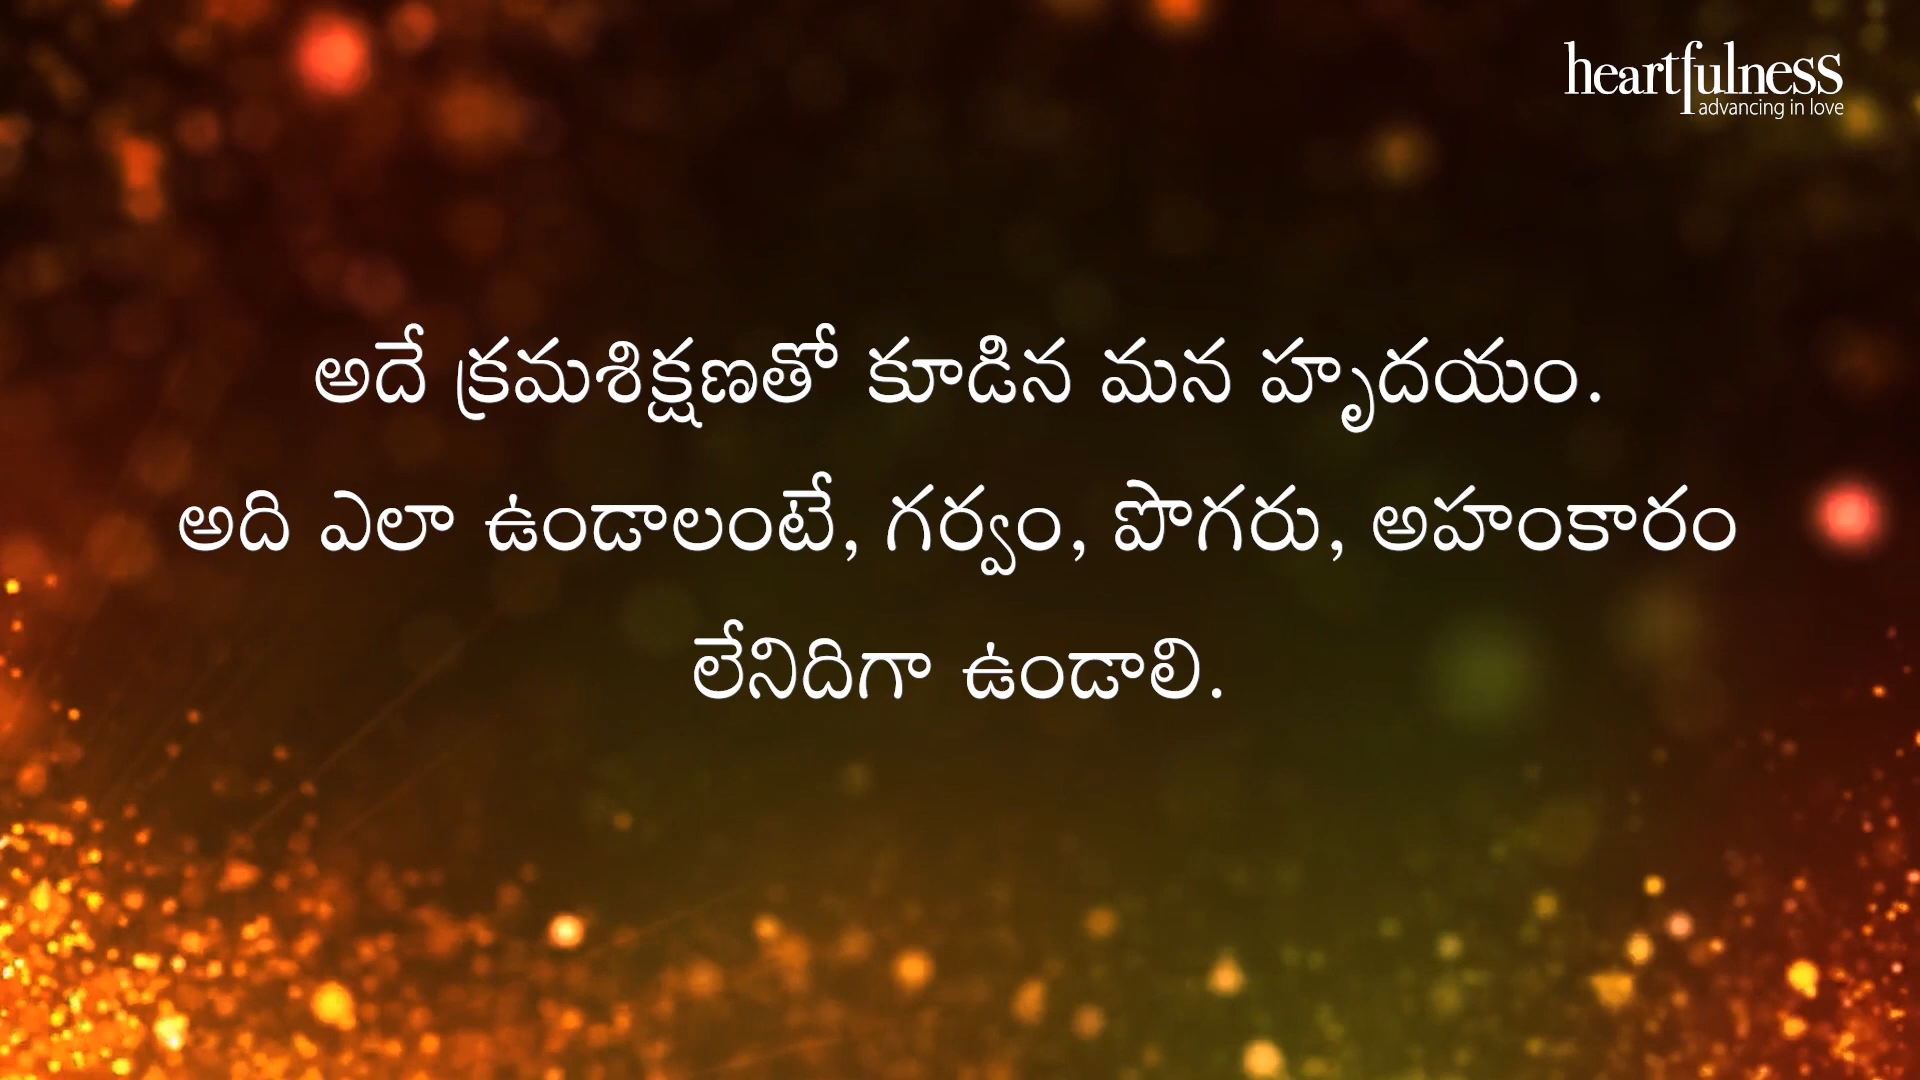 heartfulness
advancing in love
అదే క్రమశిక్షణతో కూడిన మన హృదయం.
అది ఎలా ఉండాలంటే, గర్వం, పొగరు, అహంకారం
లేనిదిగా ఉండాలి.